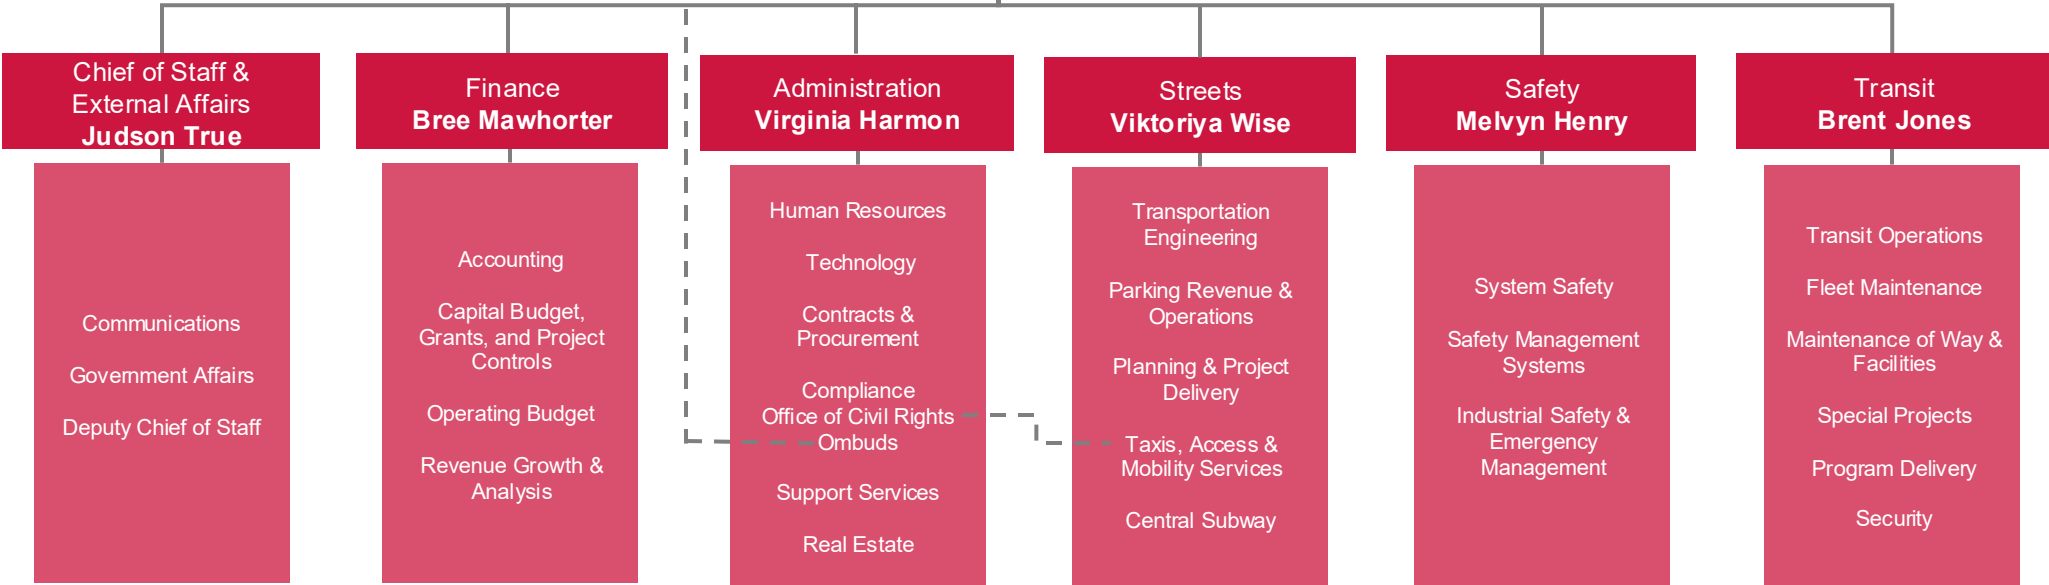 Chief of Staff &
External Affairs
Judson True
Communications
Government Affairs
Deputy Chief of Staff
Finance
Bree Mawhorter
Accounting
Capital Budget,
Grants, and Project
Controls
Operating Budget
Revenue Growth &
Analysis
Administration
Virginia Harmon
Human Resources
Technology
Contracts &
Procurement
Compliance
Office of Civil Rights
Ombuds
Support Services
Real Estate
Streets
Viktoriya Wise
Transportation
Engineering
Parking Revenue &
Operations
Planning & Project
Delivery
Taxis, Access &
Mobility Services
Central Subway
Safety
Melvyn Henry
System Safety
Safety Management
Systems
Industrial Safety &
Emergency
Management
Transit
Brent Jones
Transit Operations
Fleet Maintenance
Maintenance of Way &
Facilities
Special Projects
Program Delivery
Security